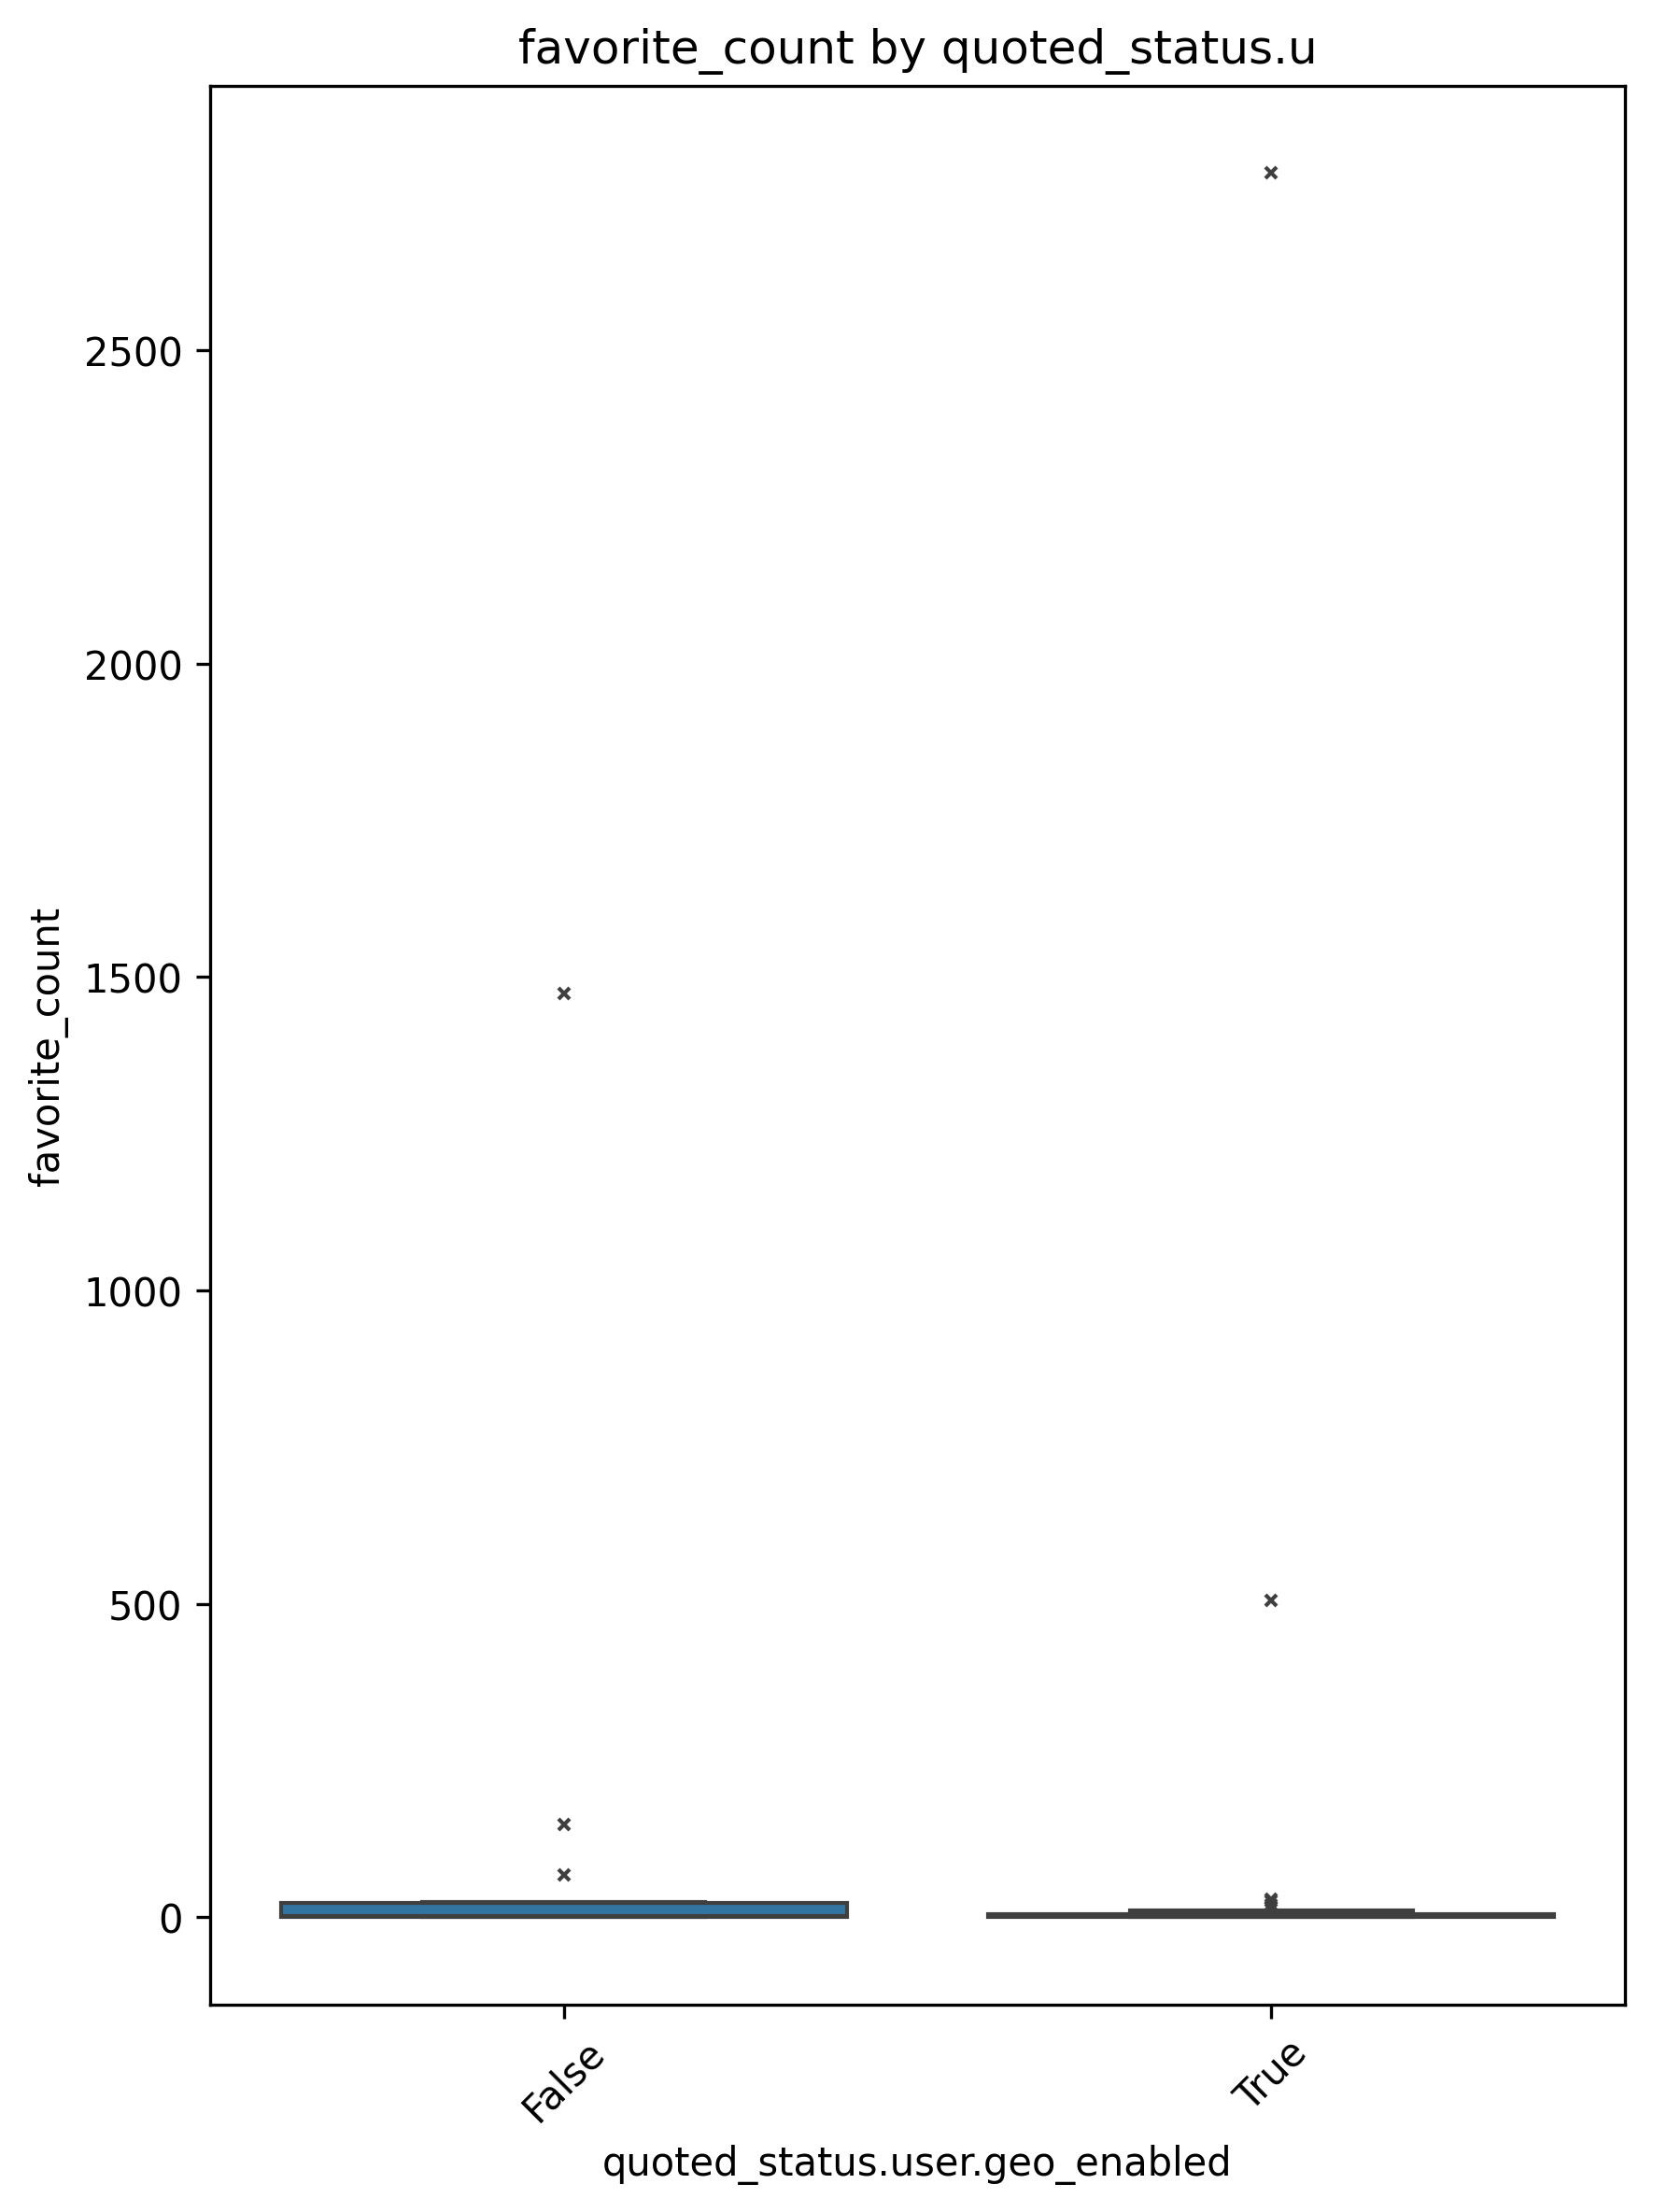 favorite_count by quoted_status.u
2500
2000
1500
1000
500
0
favorite_count
False
True
quoted_status.user.geo_enabled